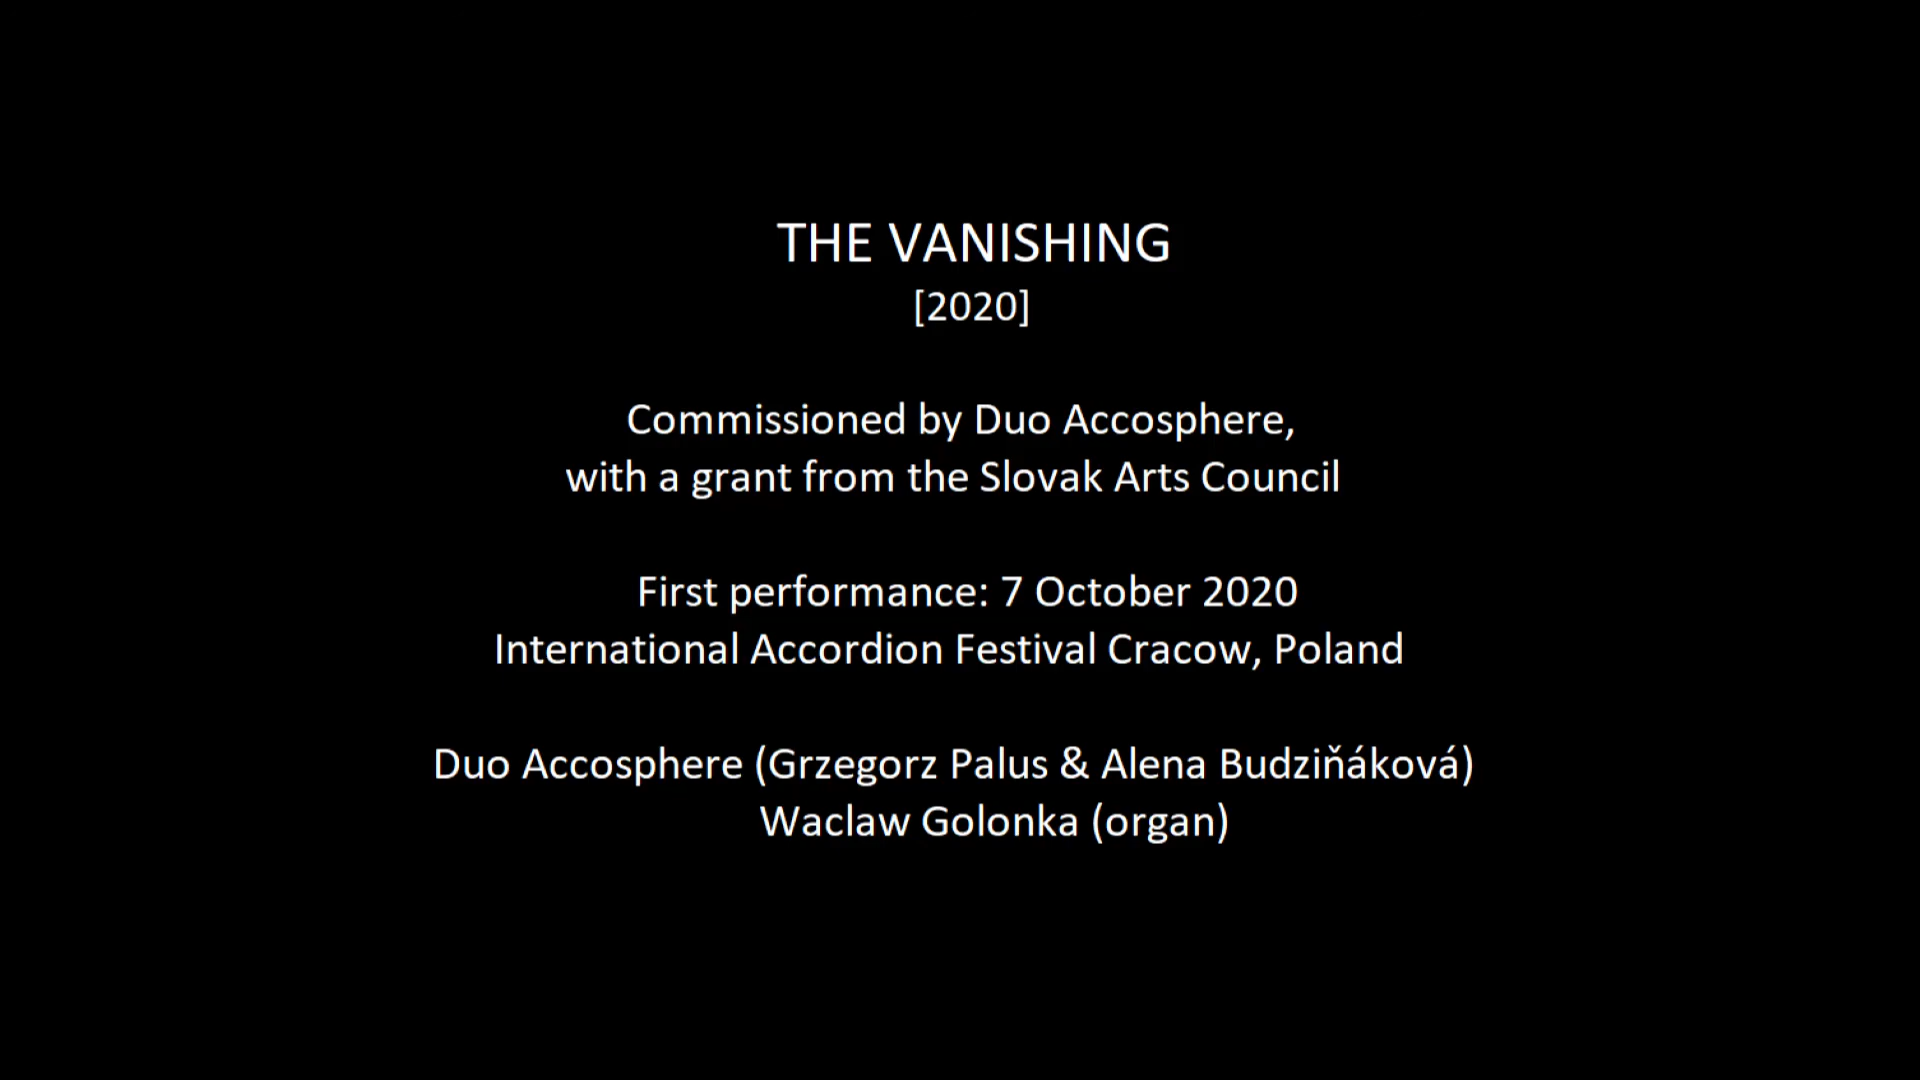 THE VANISHING
[2020]
Commissioned by Duo Accosphere,
with a grant from the Slovak Arts Council
First performance: 7 October 2020
International Accordion Festival Cracow, Poland
Duo Accosphere (Grzegorz Palus & Alena Budziňáková)
Waclaw Golonka (organ)